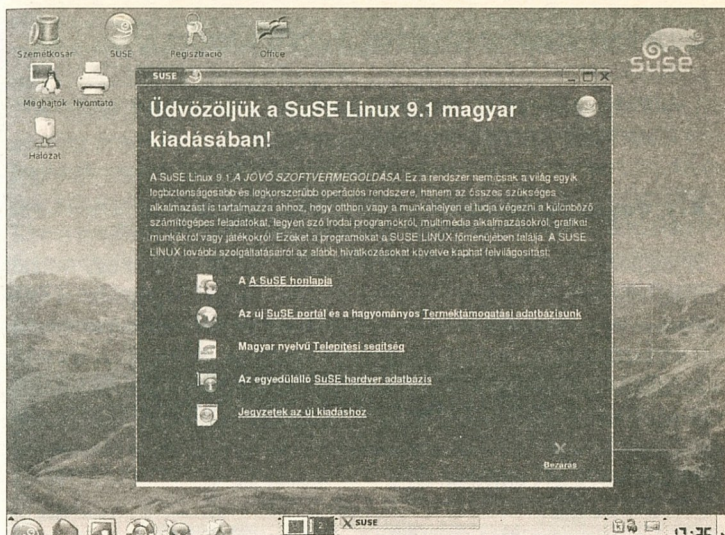 Szemétkosár
SUSE
Regisztráció
Office
SUSE
Meghajtók
Nyomtató
Hálózat
SUSE
Üdvözöljük a SuSE Linux 9.1 magyar
kiadásában!
A SuSE Linux 9.1 A JÖVŐ SZOFTVERMEGOLDÁSA. Ez a rendszer nem csak a világ egyik
legbiztonságosabb és legkorszerűbb operációs rendszere, hanem az összes szükséges
alkalmazást is tartalmazza ahhoz, hogy otthon vagy a munkahelyen el tudja végezni a különböző
számítógépes feladatokat, legyen szó irodai programokról, multimédia alkalmazásokról, grafikai
munkákról vagy játékokról. Ezeket a programokat a SUSE LINUX főmenüjében találja. A SUSE
LINUX további szolgáltatásairól az alábbi hivatkozásokat követve kaphat felvilágosítást:
A A SuSE honlapja
Az új SuSE portál és a hagyományos Terméktámogatási adatbázisunk
Magyar nyelvű Telepítési segítség
Az egyedülálló SuSE hardver adatbázis
Jegyzetek az új kiadáshoz
Bezárás
2
SUSE